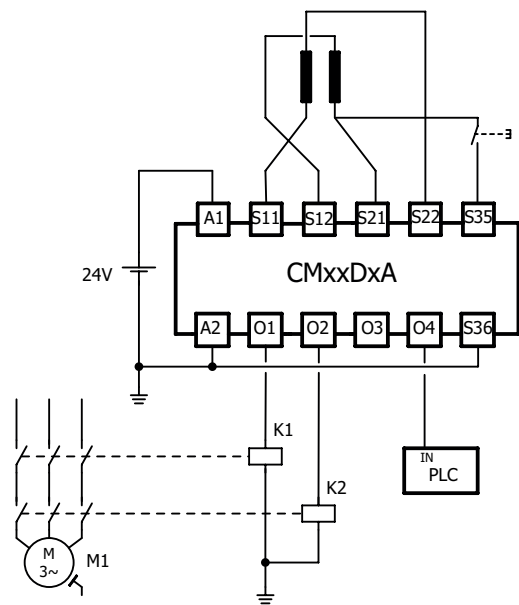 A1 S11 S12 S21 S22 S35
24V
CMxxDxA
A2 O1 O2 O3 O4 S36
K1
IN
PLC
K2
M
3~
M1